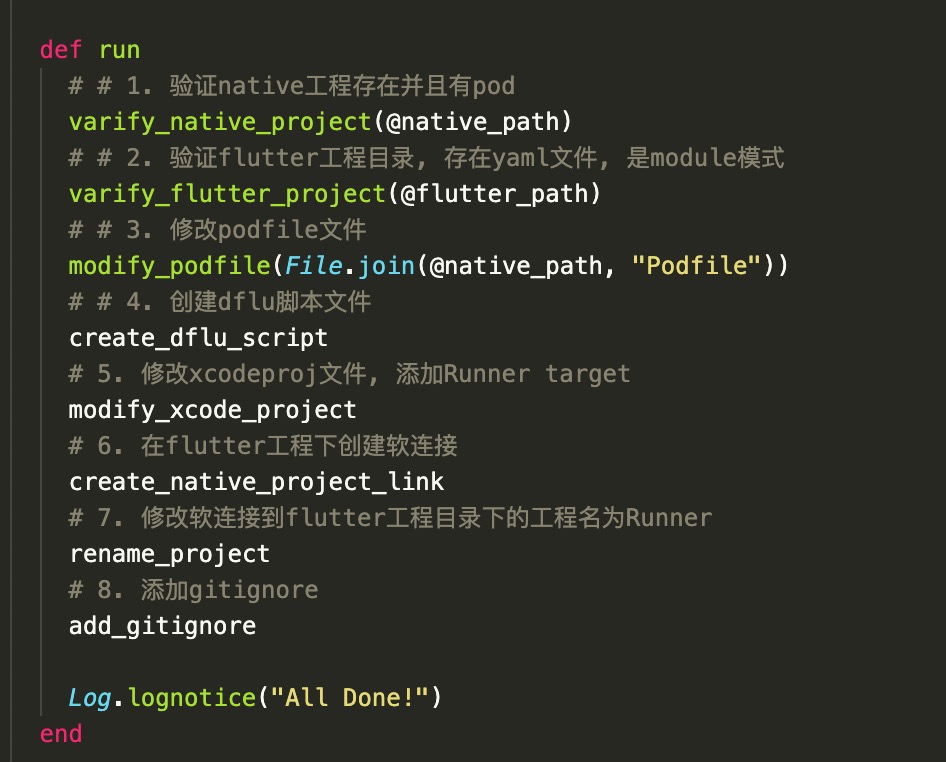 def run
# # 1. 验证native工程存在并且有pod
varify_native_project(@native_path)
# # 2. 验证flutter工程目录, 存在yaml文件, 是module模式
varify_flutter_project(@flutter_path)
# # 3. 修改podfile文件
modify_podfile(File.join(@native_path, "Podfile"))
# # 4. 创建dflu脚本文件
create_dflu_script
# 5. 修改xcodeproj文件, 添加Runner target
modify_xcode_project
# 6. 在flutter工程下创建软连接
create_native_project_link
# 7. 修改软连接到flutter工程目录下的工程名为Runner
rename_project
# 8. 添加gitignore
add_gitignore
Log.lognotice("All Done!")
end